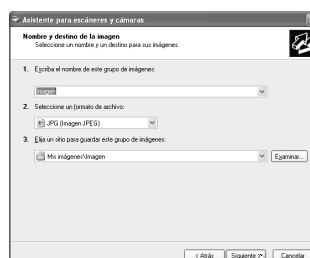 Asistente para escáneres y cámaras
Nombre y destino de la imagen
Seleccione un nombre y un destino para sus imágenes.
1. Escriba el nombre de este grupo de imágenes:
Imagen
2. Seleccione un formato de archivo:
JPG (Imagen JPEG)
3. Elija un sitio para guardar este grupo de imágenes:
Mis imágenes\Imagen
Examinar...
< Atrás Siguiente > Cancelar